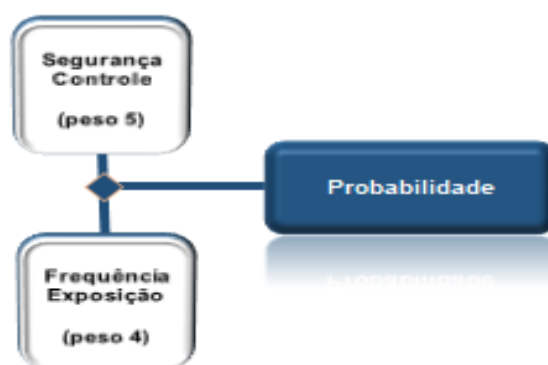 Segurança
Controle
(peso 5)
Probabilidade
Frequência
Exposição
(peso 4)